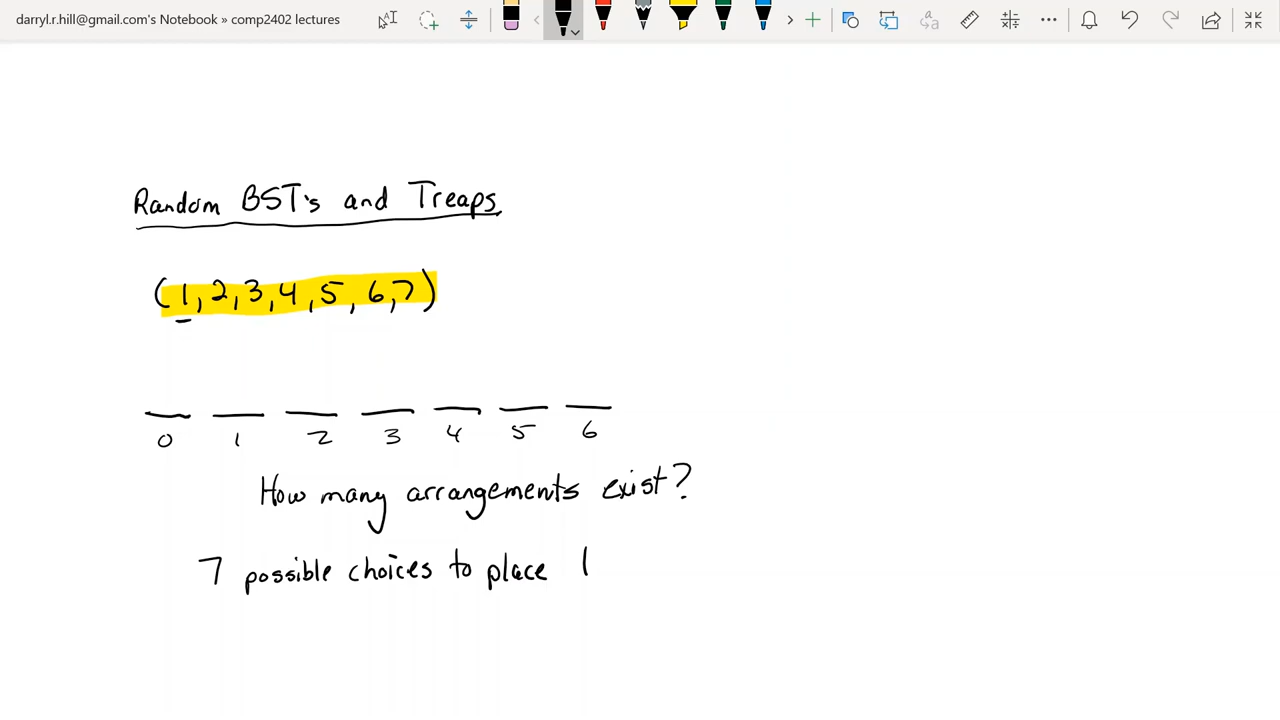 darryl.r.hill@gmail.com's Notebook » comp2402 lectures
Random BST's and Treaps
(1,2,3,4,5,6,7)
0 1 2 3 4 5 6
How many arrangements exist?
7 possible choices to place 1